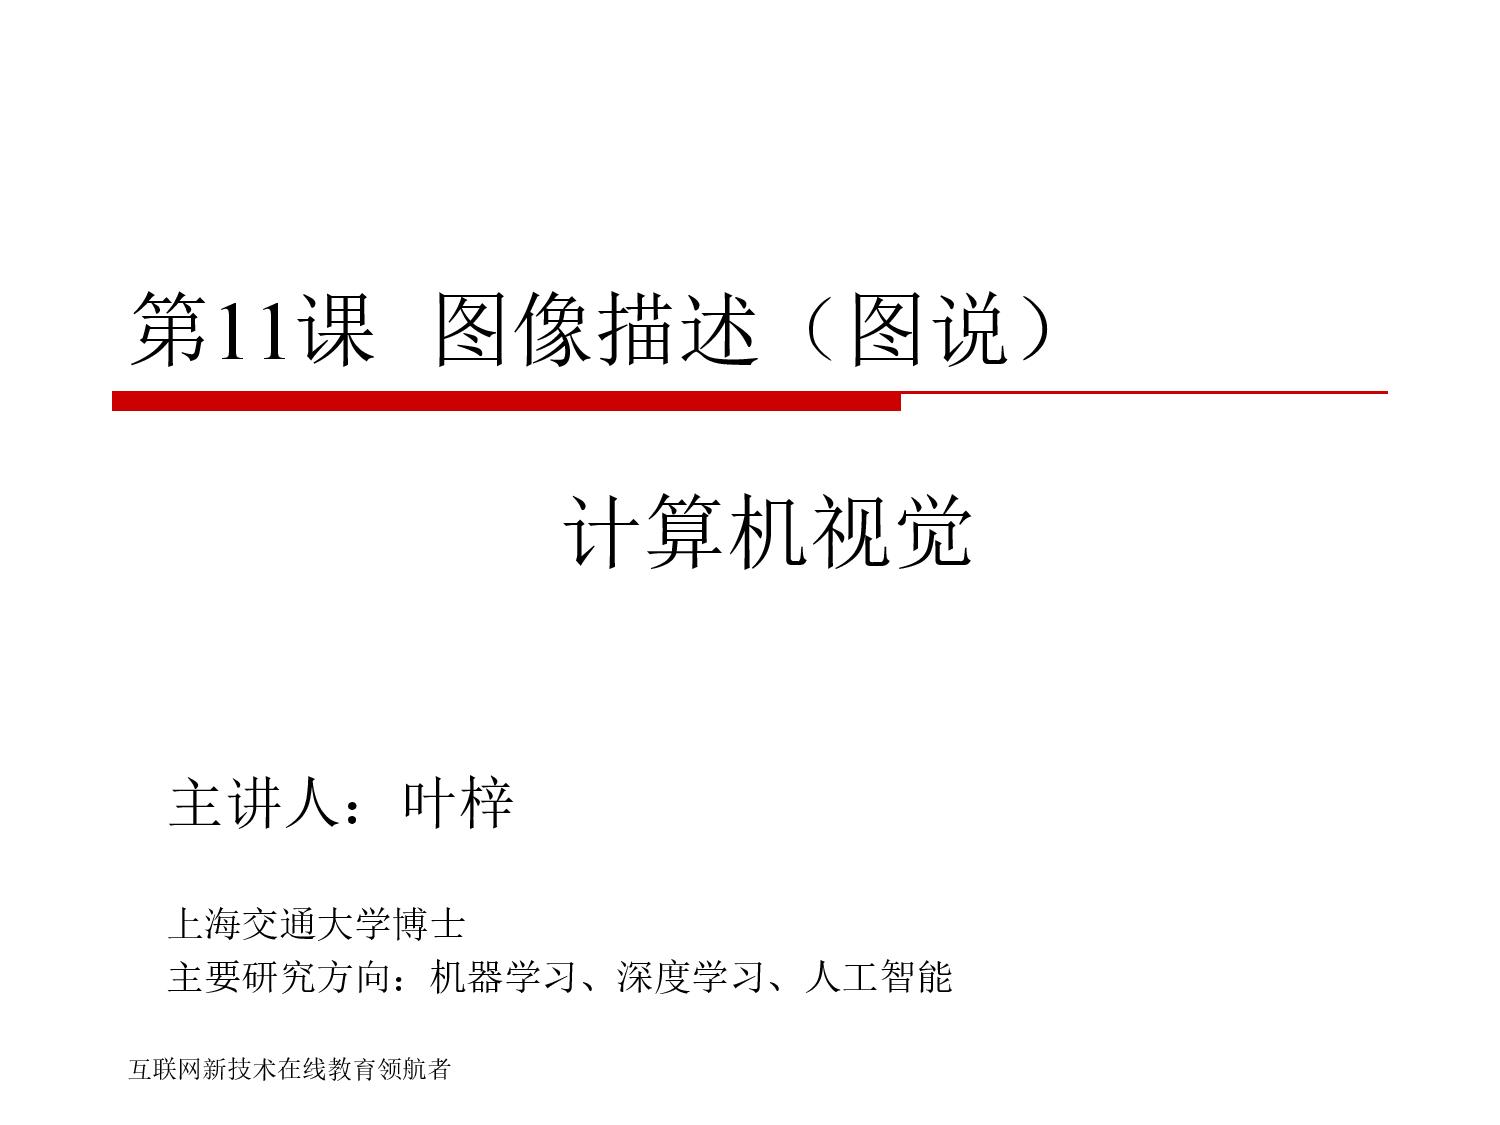 第11课 图像描述（图说）
计算机视觉
主讲人：叶梓
上海交通大学博士
主要研究方向：机器学习、深度学习、人工智能
互联网新技术在线教育领航者